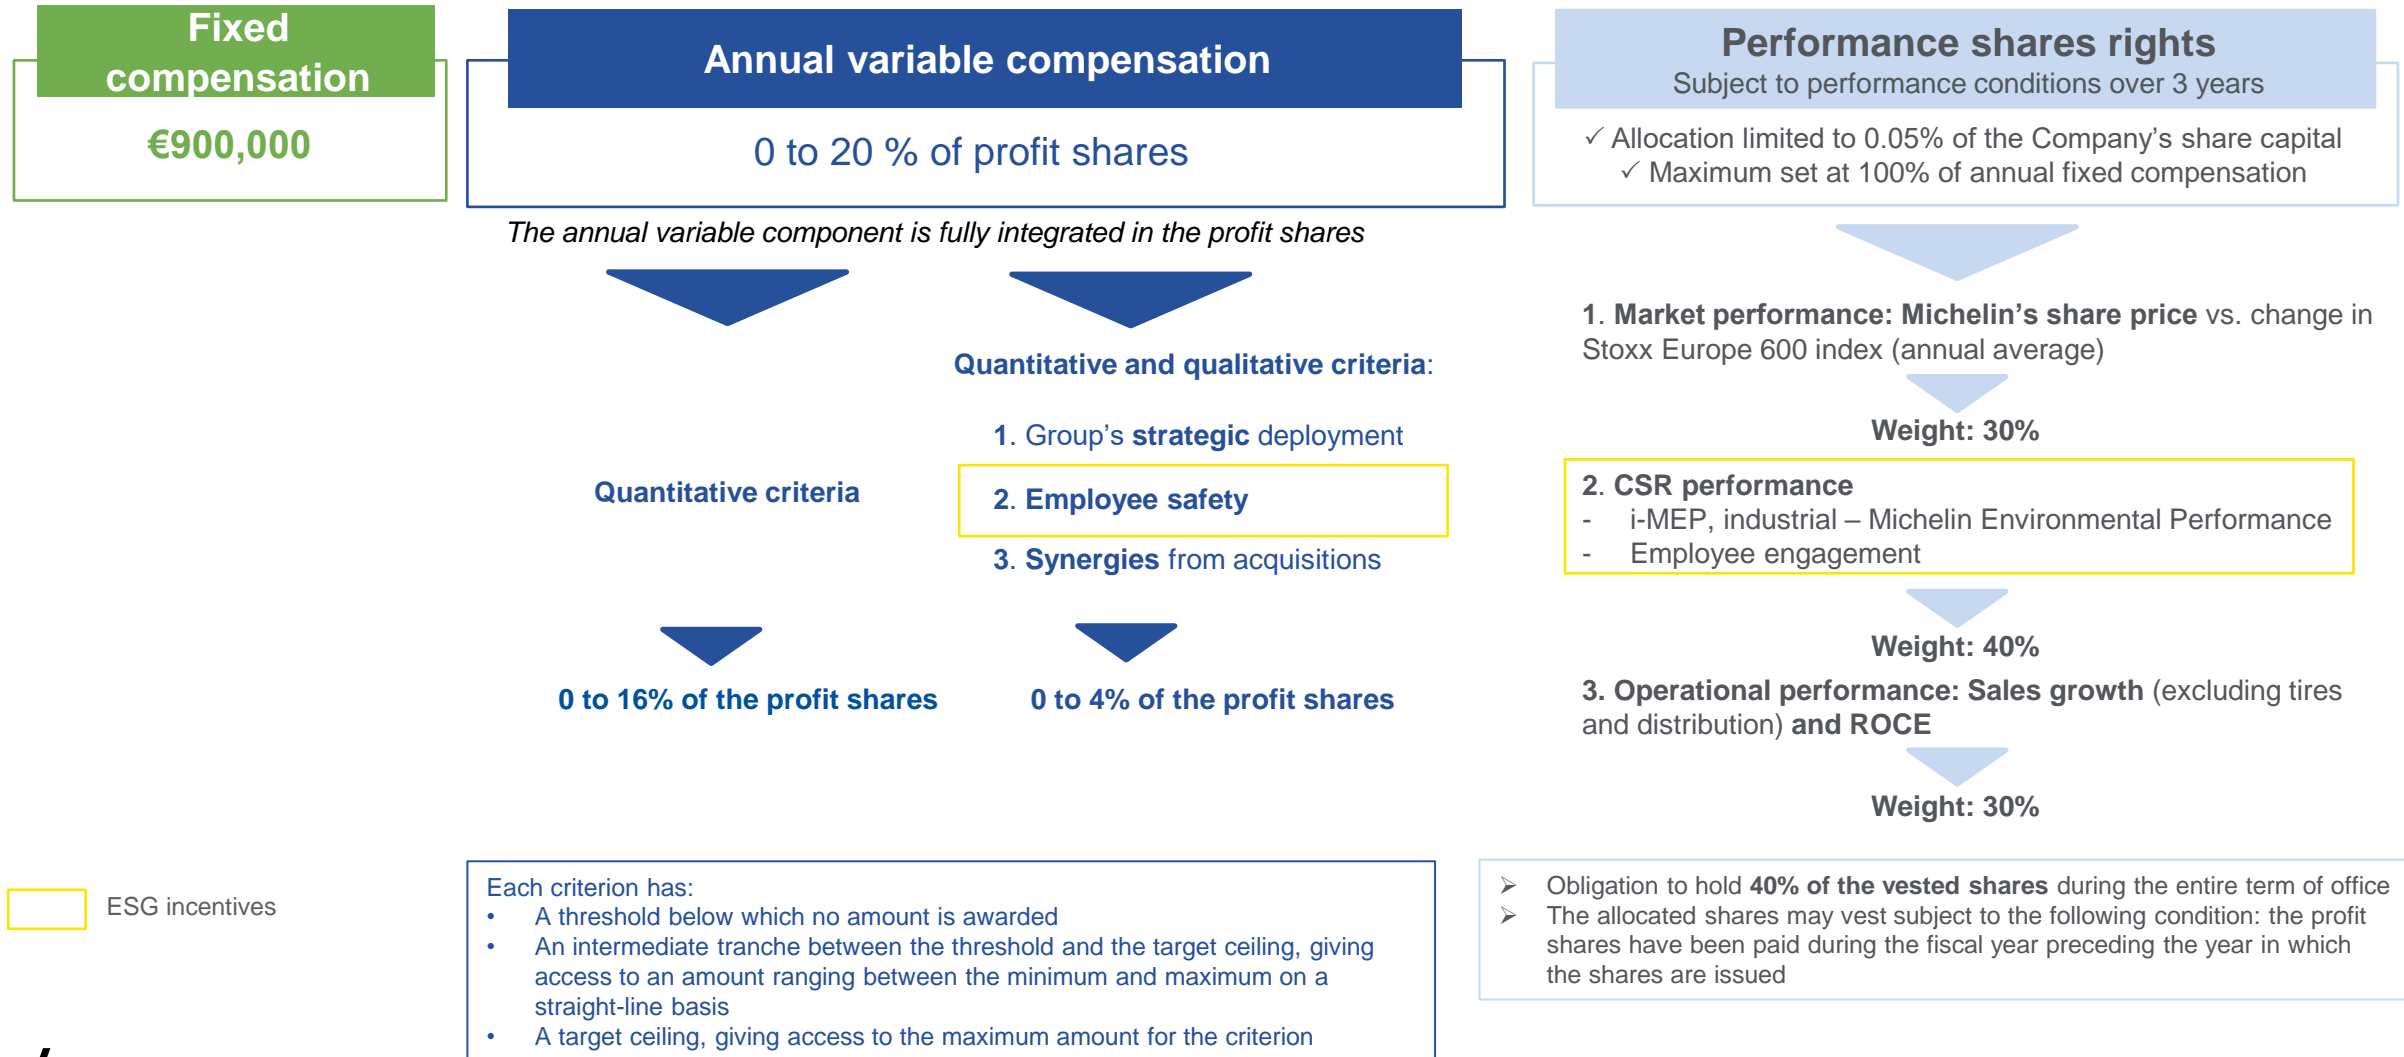 Fixed
compensation
€900,000
Annual variable compensation
0 to 20 % of profit shares
The annual variable component is fully integrated in the profit shares
Quantitative criteria
0 to 16% of the profit shares
Quantitative and qualitative criteria:
1. Group's strategic deployment
2. Employee safety
3. Synergies from acquisitions
0 to 4% of the profit shares
Performance shares rights
Subject to performance conditions over 3 years
✓ Allocation limited to 0.05% of the Company's share capital
✓ Maximum set at 100% of annual fixed compensation
1. Market performance: Michelin's share price vs. change in
Stoxx Europe 600 index (annual average)
Weight: 30%
2. CSR performance
- i-MEP, industrial – Michelin Environmental Performance
- Employee engagement
Weight: 40%
3. Operational performance: Sales growth (excluding tires
and distribution) and ROCE
Weight: 30%
ESG incentives
Each criterion has:
• A threshold below which no amount is awarded
• An intermediate tranche between the threshold and the target ceiling, giving
access to an amount ranging between the minimum and maximum on a
straight-line basis
• A target ceiling, giving access to the maximum amount for the criterion
➢ Obligation to hold 40% of the vested shares during the entire term of office
➢ The allocated shares may vest subject to the following condition: the profit
shares have been paid during the fiscal year preceding the year in which
the shares are issued